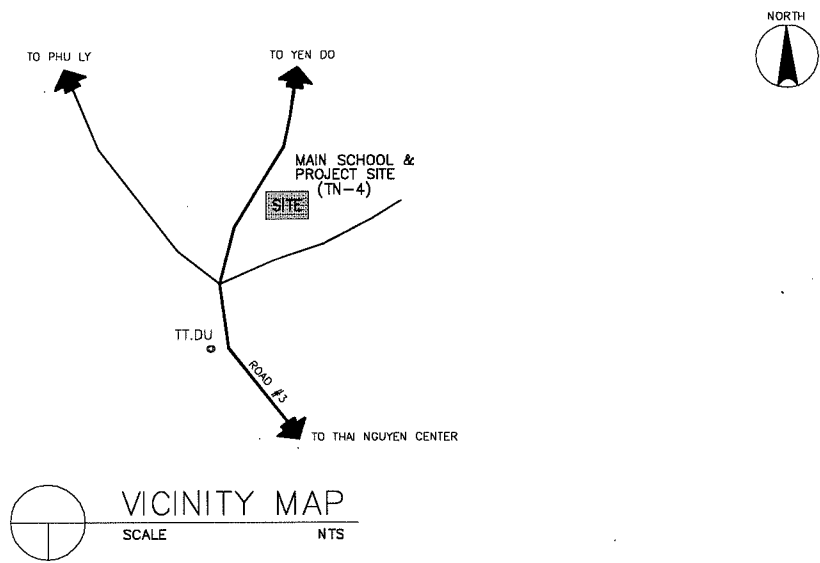 NORTH
TO PHU LY
TO YEN DO
MAIN SCHOOL &
PROJECT SITE
(TN-4)
SITE
TT.DU
ROAD #3
TO THAI NGUYEN CENTER
VICINITY MAP
SCALE NTS